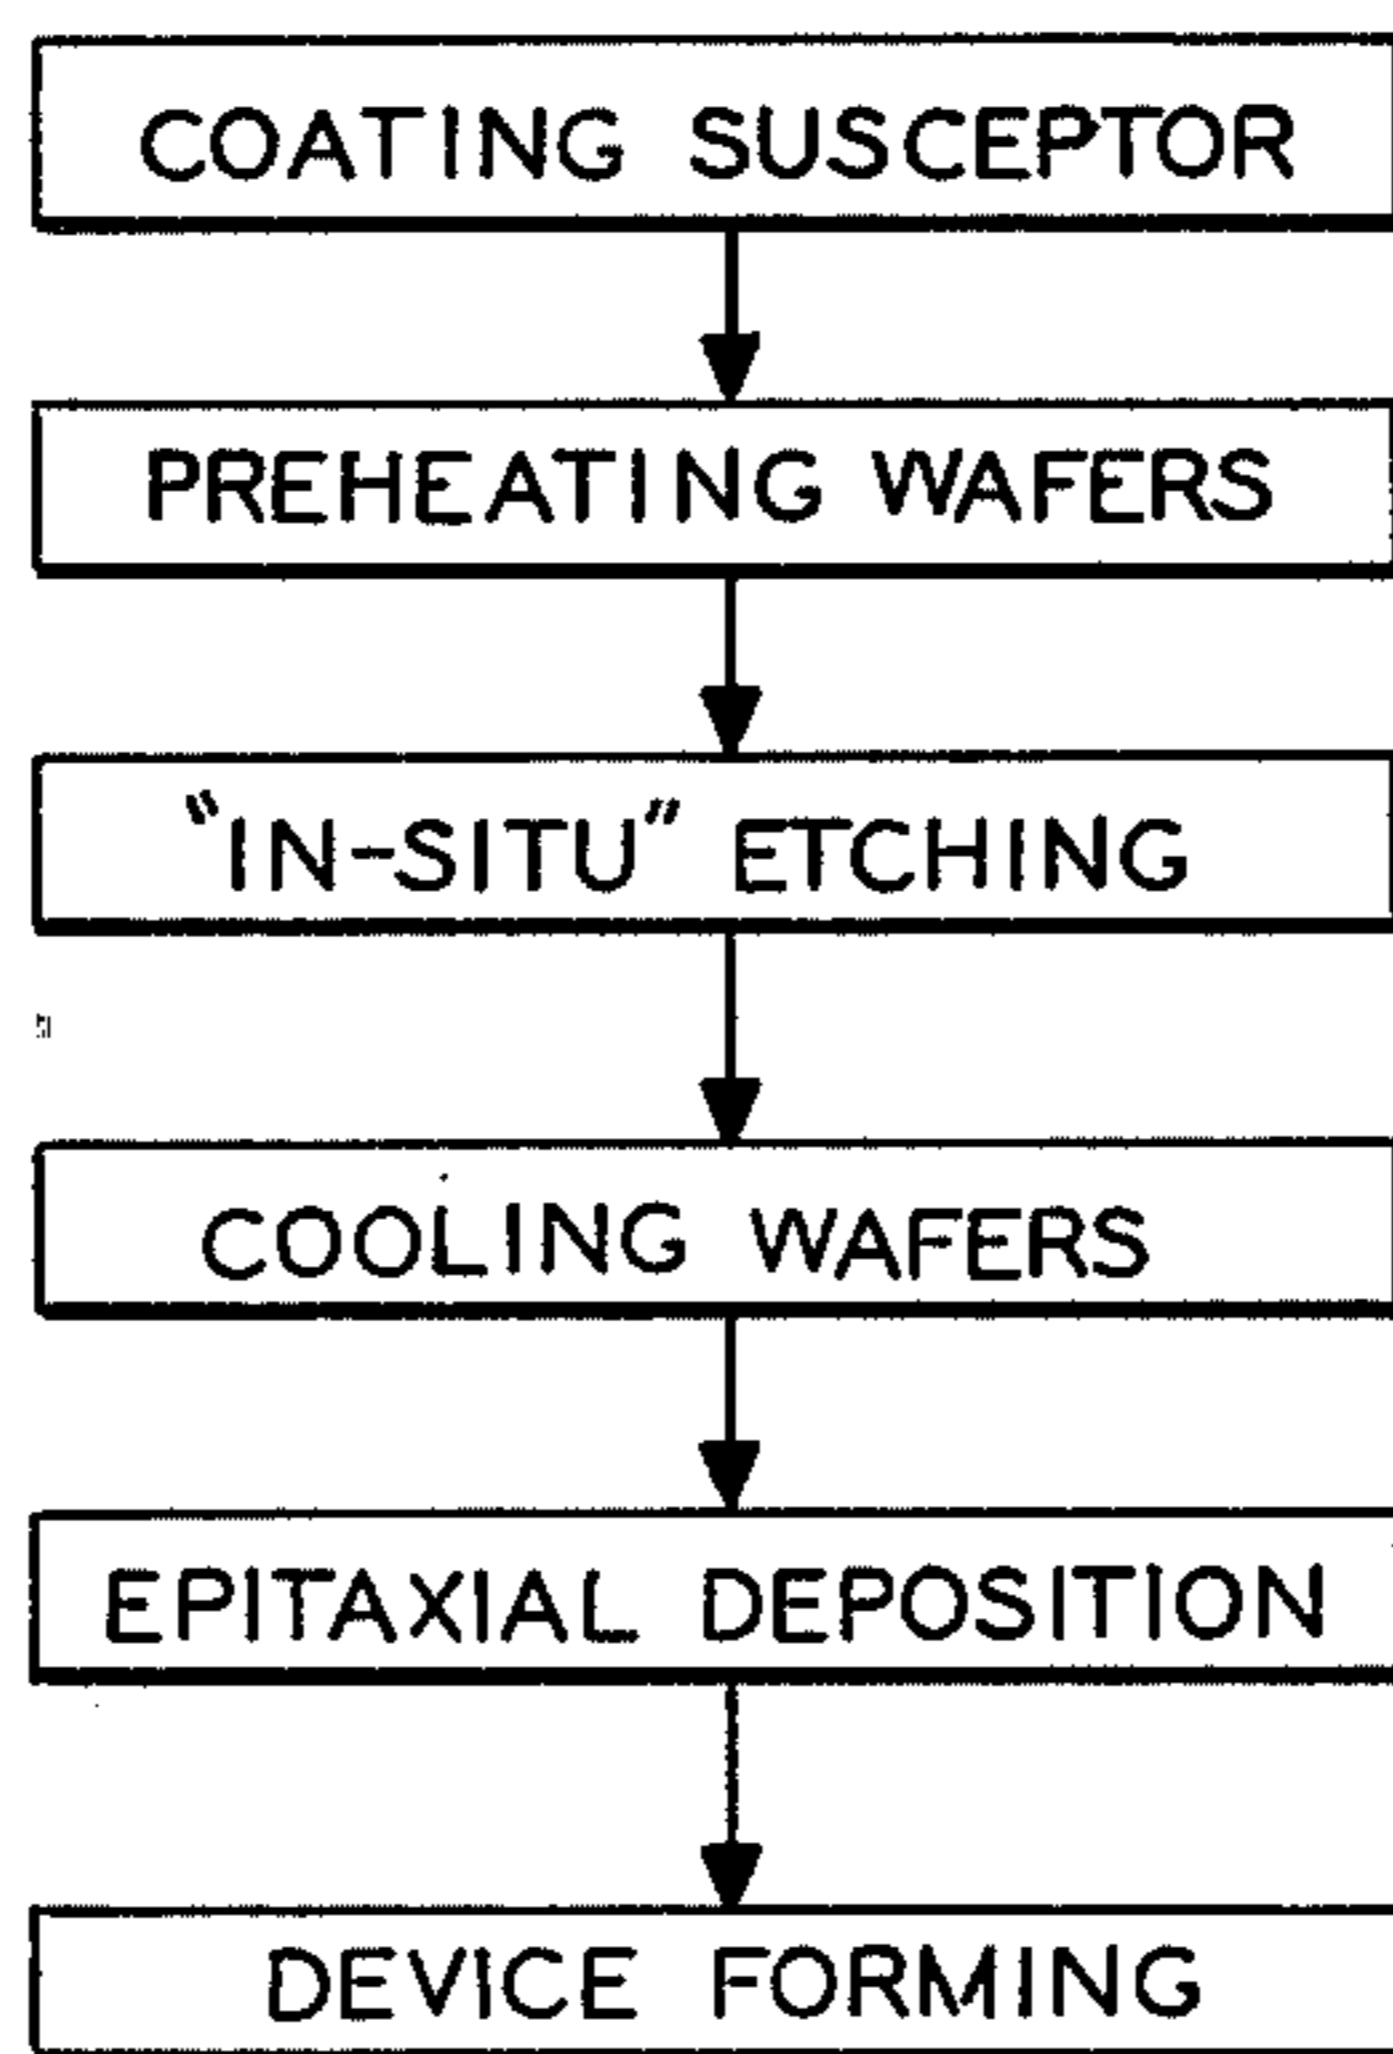 COATING SUSCEPTOR
PREHEATING WAFERS
“IN-SITU” ETCHING
COOLING WAFERS
EPITAXIAL DEPOSITION
DEVICE FORMING